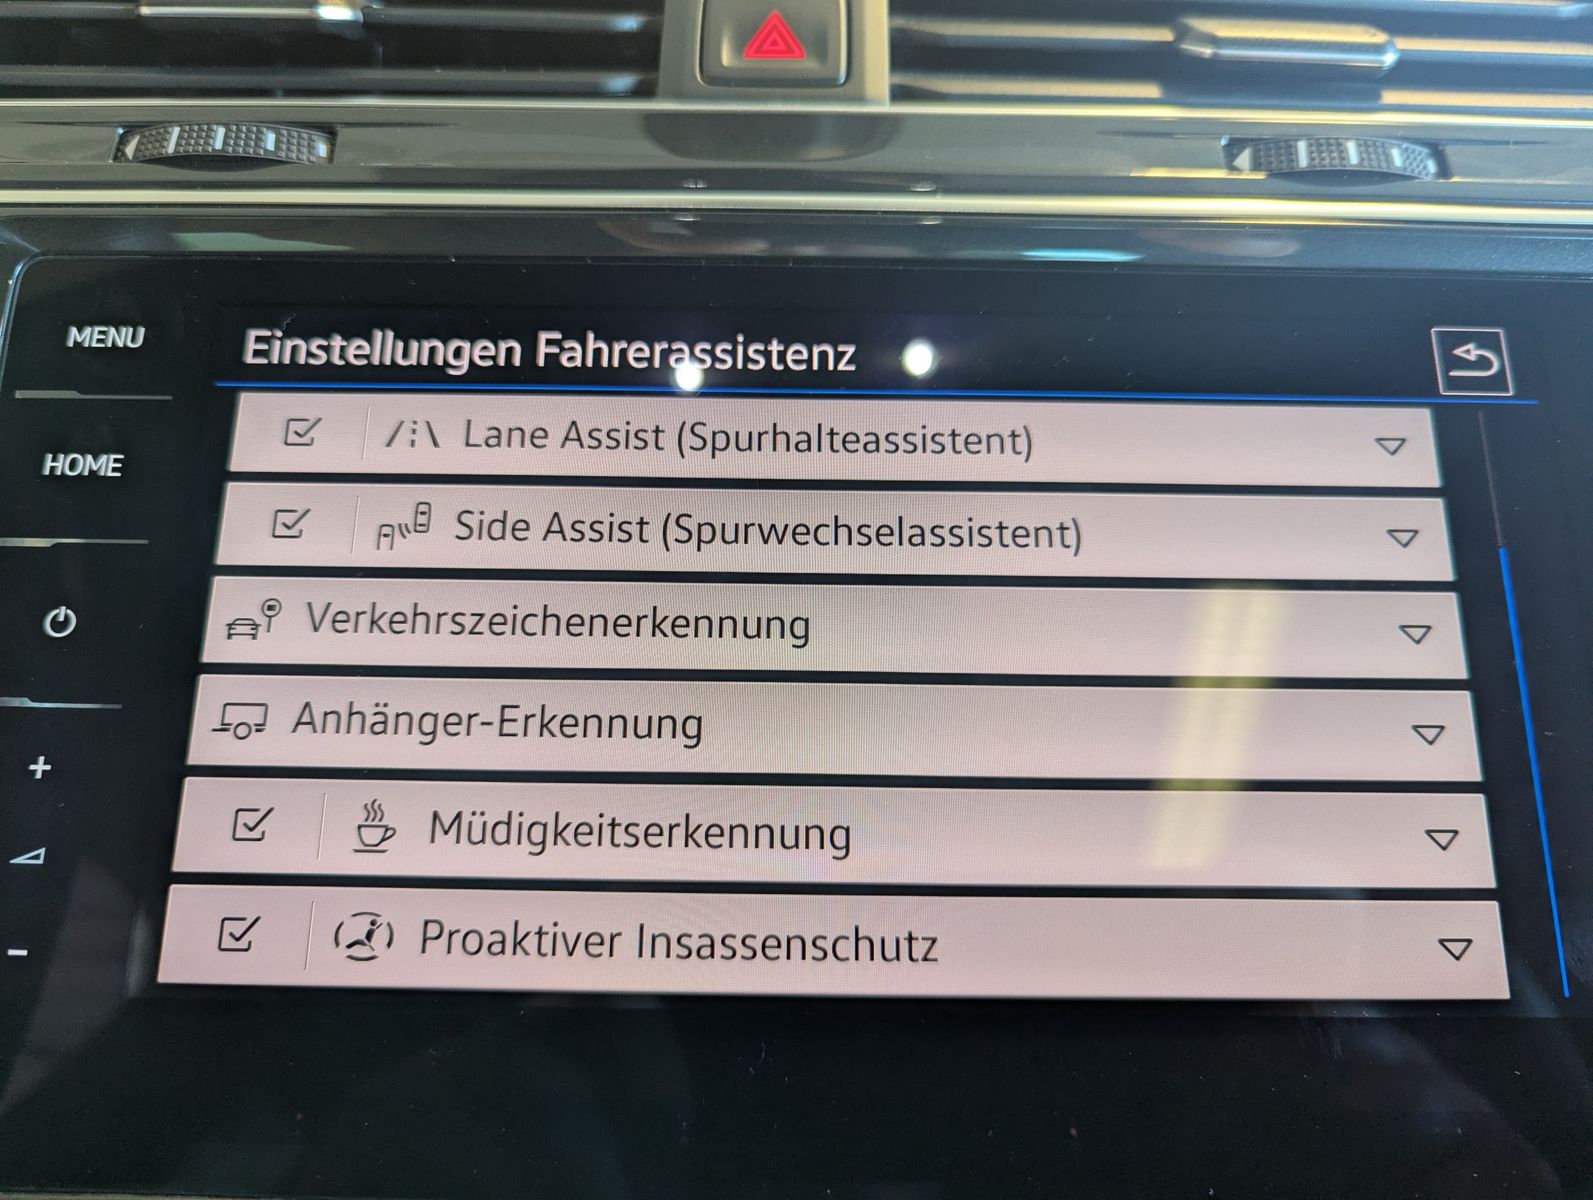 MENU
Einstellungen Fahrerassistenz
Lane Assist (Spurhalteassistent)
HOME
Side Assist (Spurwechselassistent)
Verkehrszeichenerkennung
Anhänger-Erkennung
+
Müdigkeitserkennung
-
Proaktiver Insassenschutz